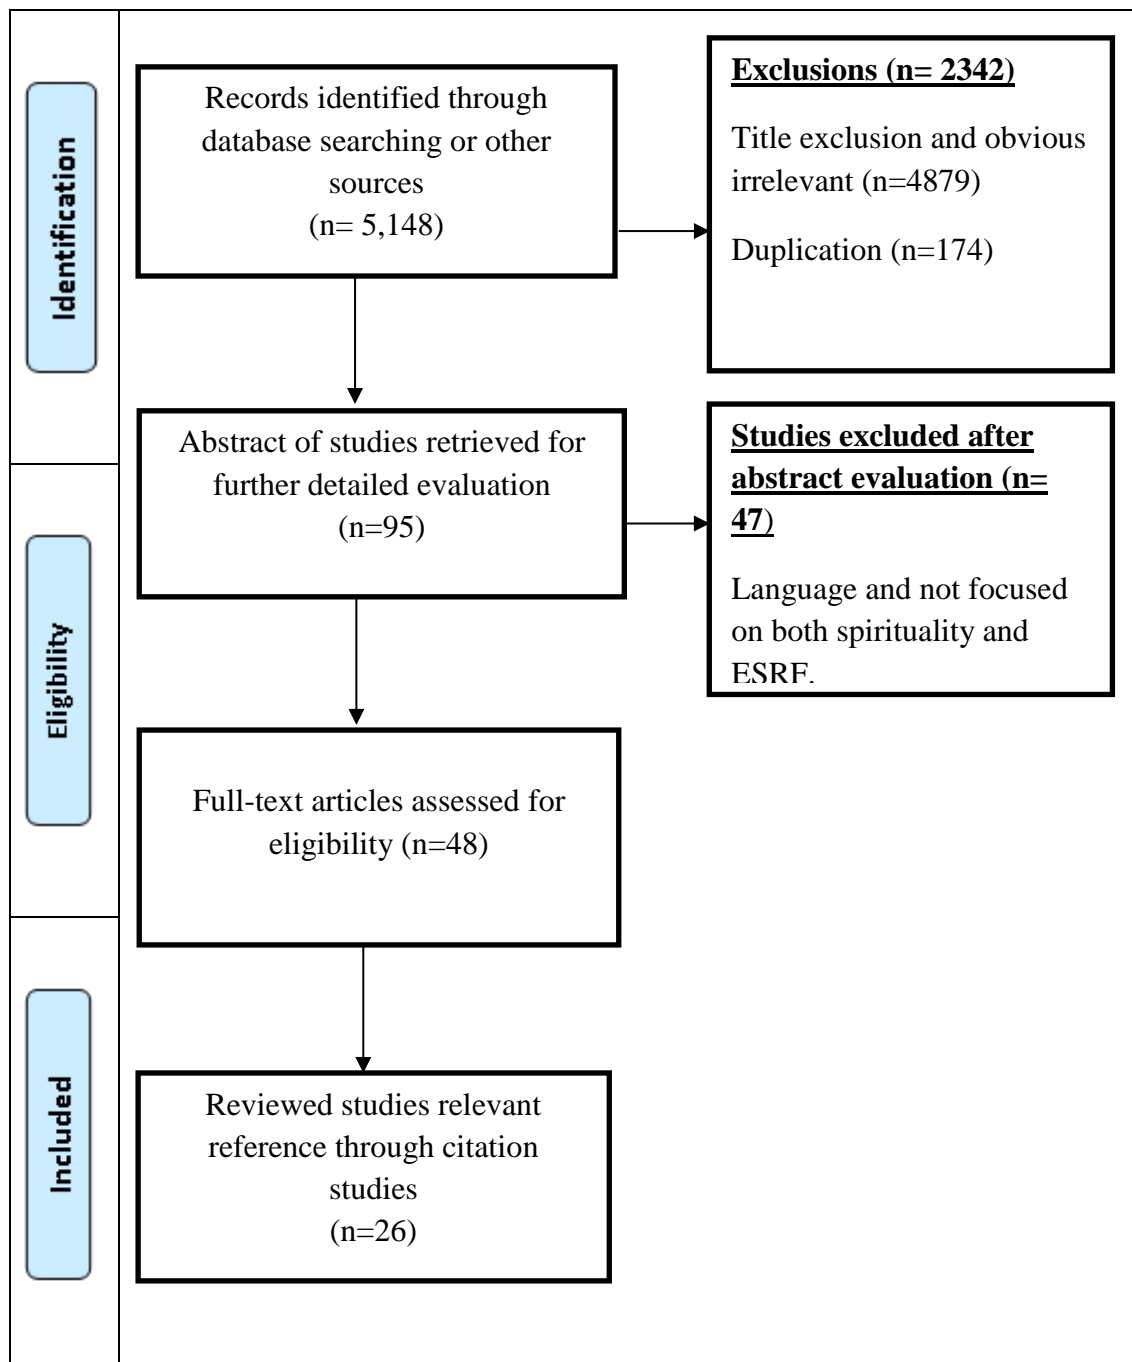 Identification
Records identified through
database searching or other
sources
(n= 5,148)
Exclusions (n= 2342)
Title exclusion and obvious
irrelevant (n=4879)
Duplication (n=174)
Eligibility
Abstract of studies retrieved for
further detailed evaluation
(n=95)
Studies excluded after
abstract evaluation (n=
47)
Language and not focused
on both spirituality and
ESRF.
Full-text articles assessed for
eligibility (n=48)
Included
Reviewed studies relevant
reference through citation
studies
(n=26)